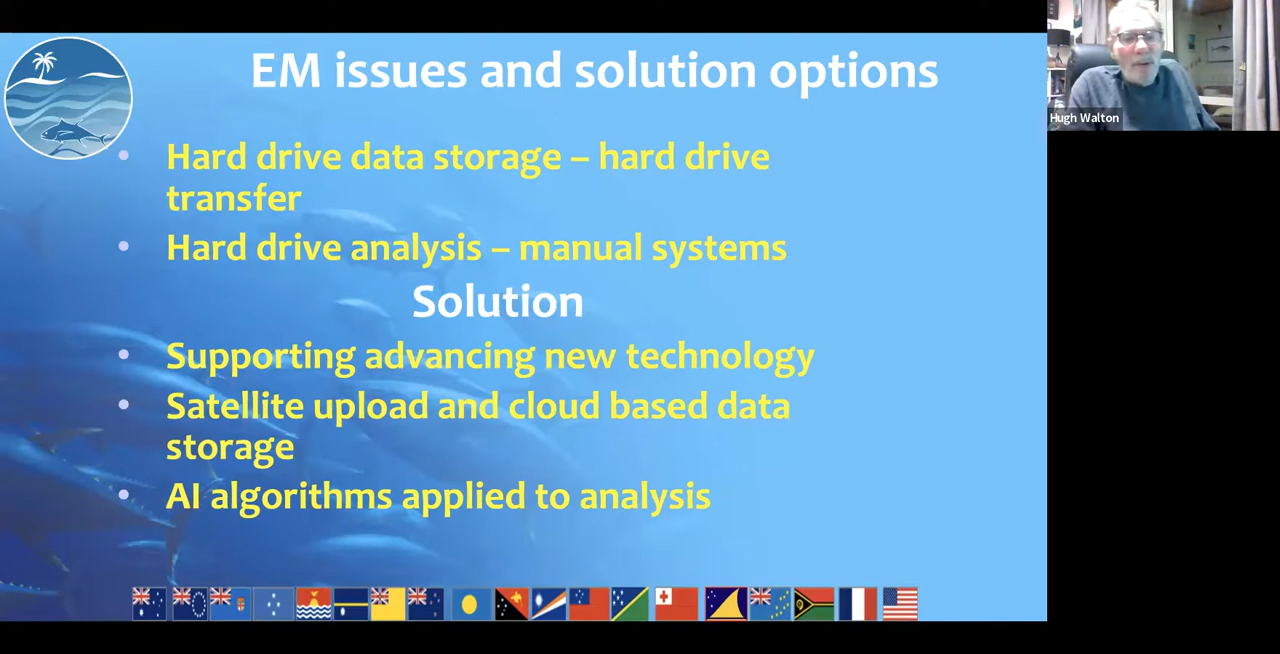 EM issues and solution options
Hugh Walton
• Hard drive data storage – hard drive
transfer
• Hard drive analysis – manual systems
Solution
• Supporting advancing new technology
• Satellite upload and cloud based data
storage
• AI algorithms applied to analysis